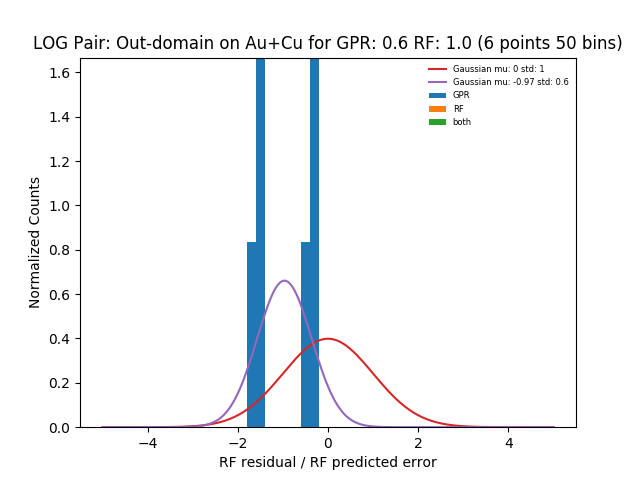 LOG Pair: Out-domain on Au+Cu for GPR: 0.6 RF: 1.0 (6 points 50 bins)
Gaussian mu: 0 std: 1
Gaussian mu: -0.97 std: 0.6
GPR
RF
both
Normalized Counts
1.6
1.4
1.2
1.0
0.8
0.6
0.4
0.2
0.0
−4
−2
0
2
4
RF residual / RF predicted error